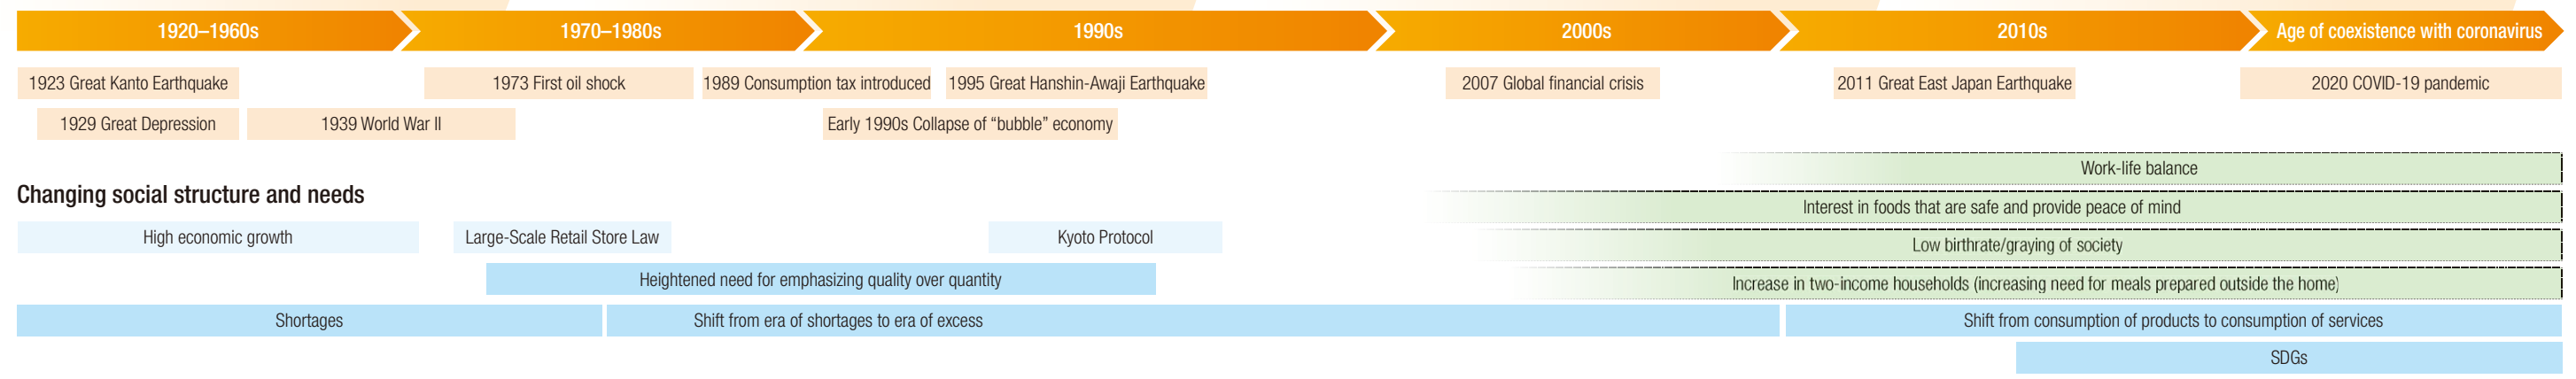 1920–1960s
1970–1980s
1990s
2000s
2010s
Age of coexistence with coronavirus
1923 Great Kanto Earthquake
1973 First oil shock
1989 Consumption tax introduced
1995 Great Hanshin-Awaji Earthquake
2007 Global financial crisis
2011 Great East Japan Earthquake
2020 COVID-19 pandemic
1929 Great Depression
1939 World War II
Early 1990s Collapse of “bubble” economy
Work-life balance
Changing social structure and needs
Interest in foods that are safe and provide peace of mind
High economic growth
Large-Scale Retail Store Law
Kyoto Protocol
Low birthrate/graying of society
Heightened need for emphasizing quality over quantity
Increase in two-income households (increasing need for meals prepared outside the home)
Shortages
Shift from era of shortages to era of excess
Shift from consumption of products to consumption of services
SDGs